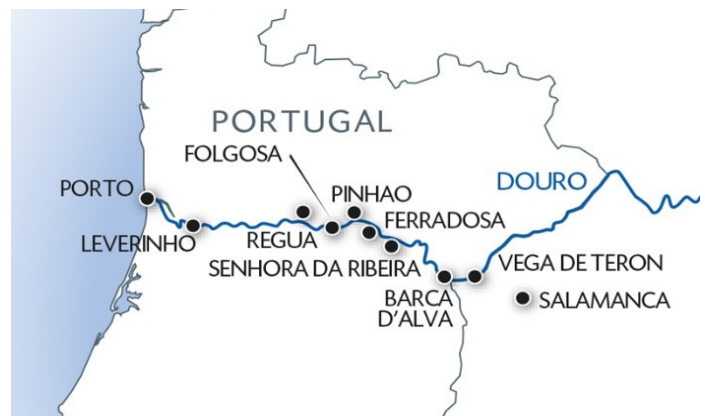 PORTUGAL
FOLGOSA
PORTO
PINHAO
DOURO
LEVERINHO
REGUA
FERRADOSA
SENHORA DA RIBEIRA
VEGA DE TERON
BARCA
D'ALVA
SALAMANCA